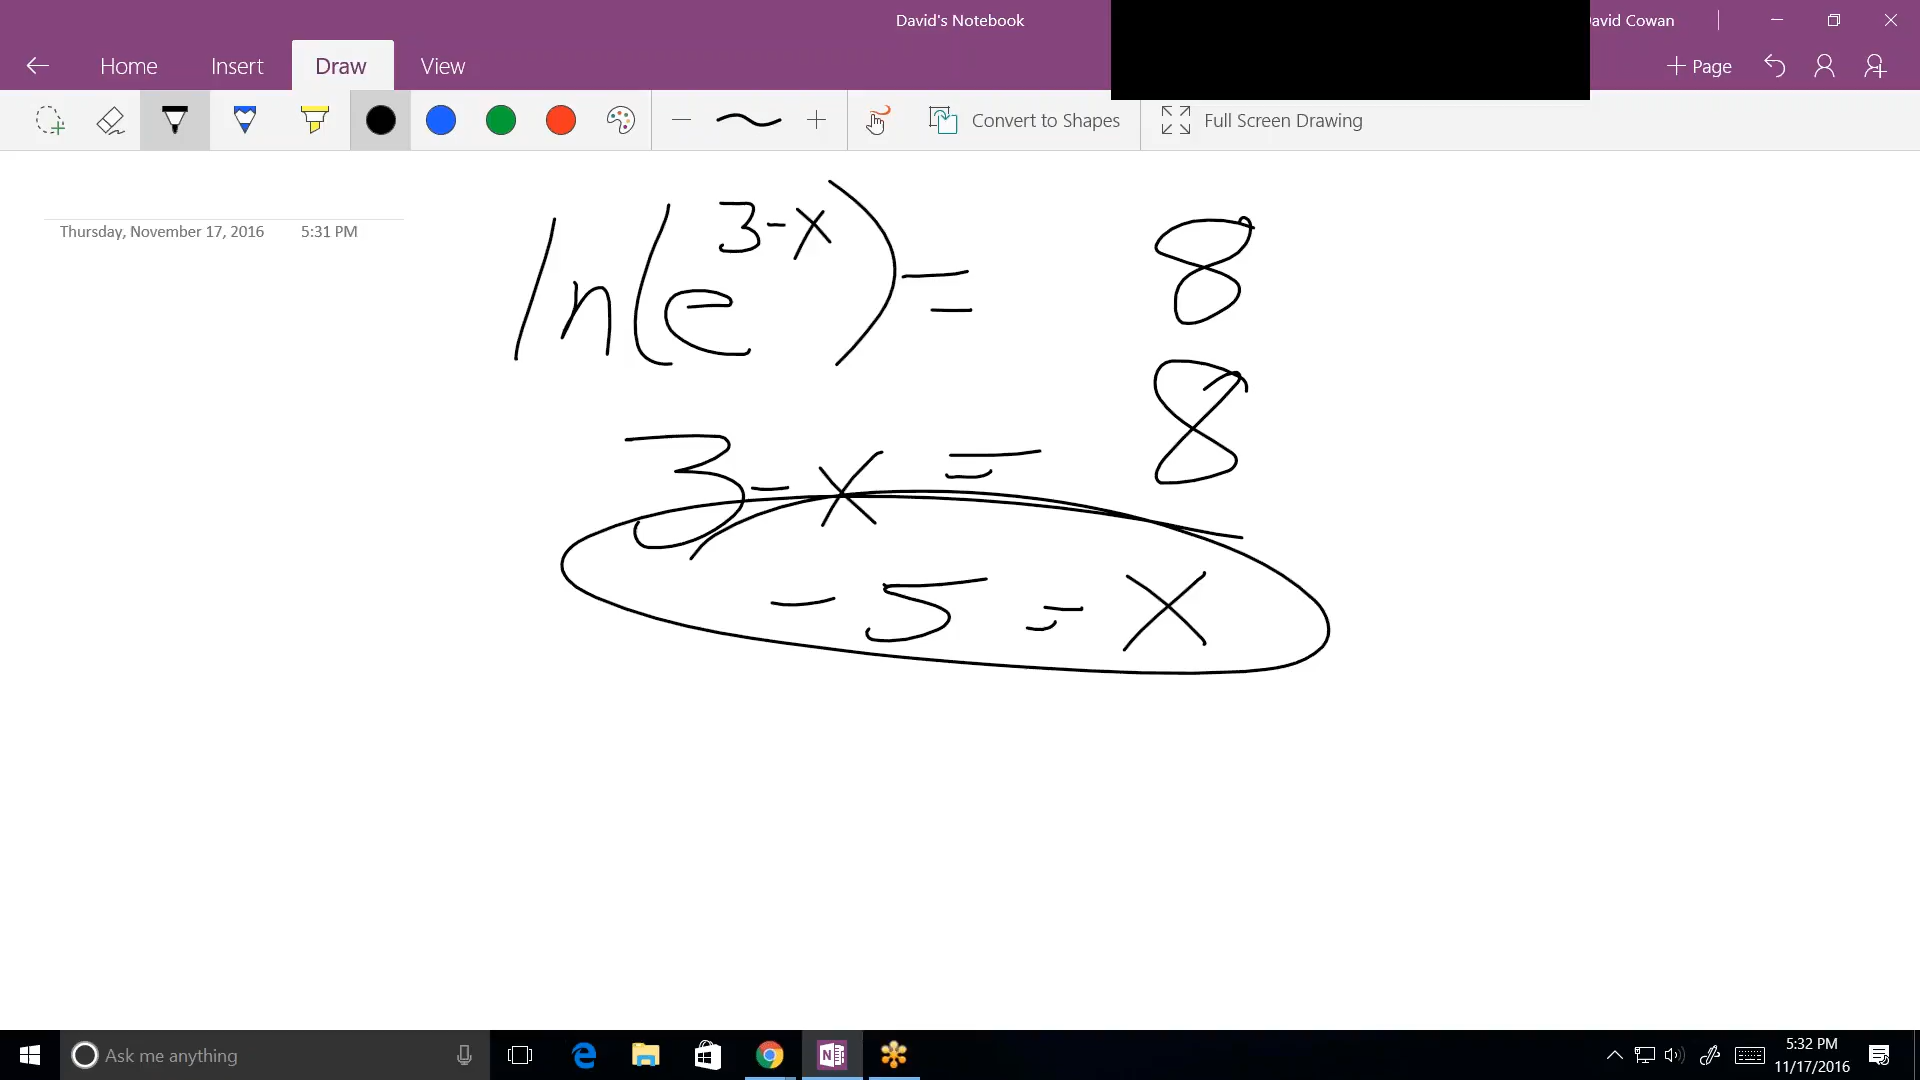 David's Notebook
avid Cowan
Home Insert Draw View
Page
Convert to Shapes Full Screen Drawing
Thursday, November 17, 2016 5:31 PM
ln(e^{3-x}) = 8
3-x = 8
-5 = x
Ask me anything
5:32 PM
11/17/2016